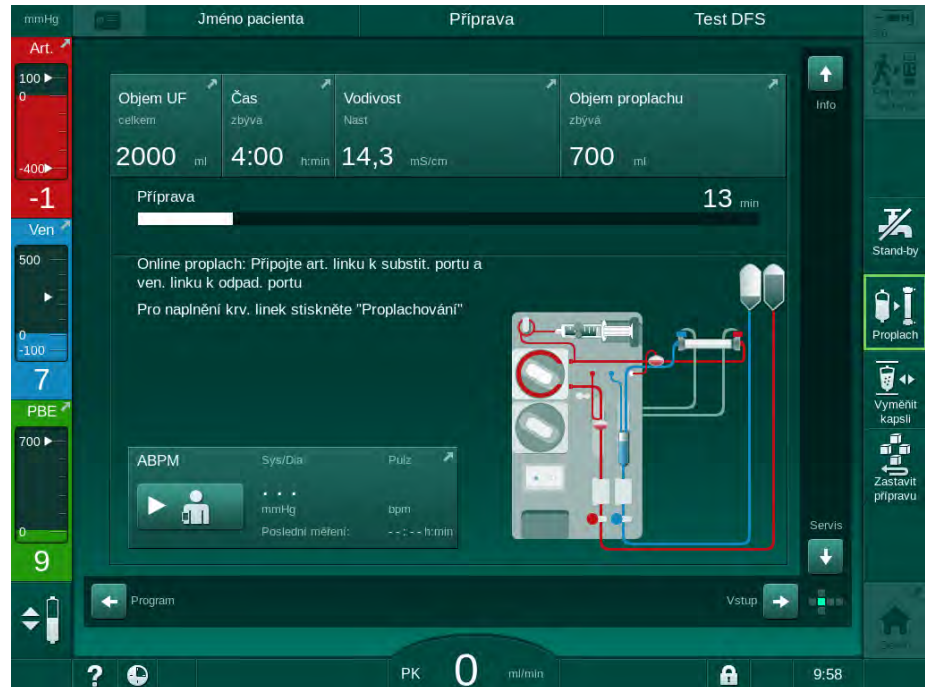 mmHg
Jméno pacienta
Příprava
Test DFS
Art.
100
0
-400
-1
Ven
500
0
-100
7
PBE
700
0
9
Objem UF
celkem
2000 ml
Čas
zbývá
4:00 h:min
Vodivost
Nast
14,3 mS/cm
Objem proplachu
zbývá
700 ml
Příprava
13 min
Online proplach: Připojte art. linku k substit. portu a
ven. linku k odpad. portu
Pro naplnění krv. linek stiskněte "Proplachování"
ABPM
Sys/Dia
Pulz
. . .
mmHg
bpm
Poslední měření:
--:-- h:min
Info
Servis
Program
Vstup
Stand-by
Proplach
Vyměnit
kapsli
Zastavit
přípravu
?
PK 0 ml/min
9:58